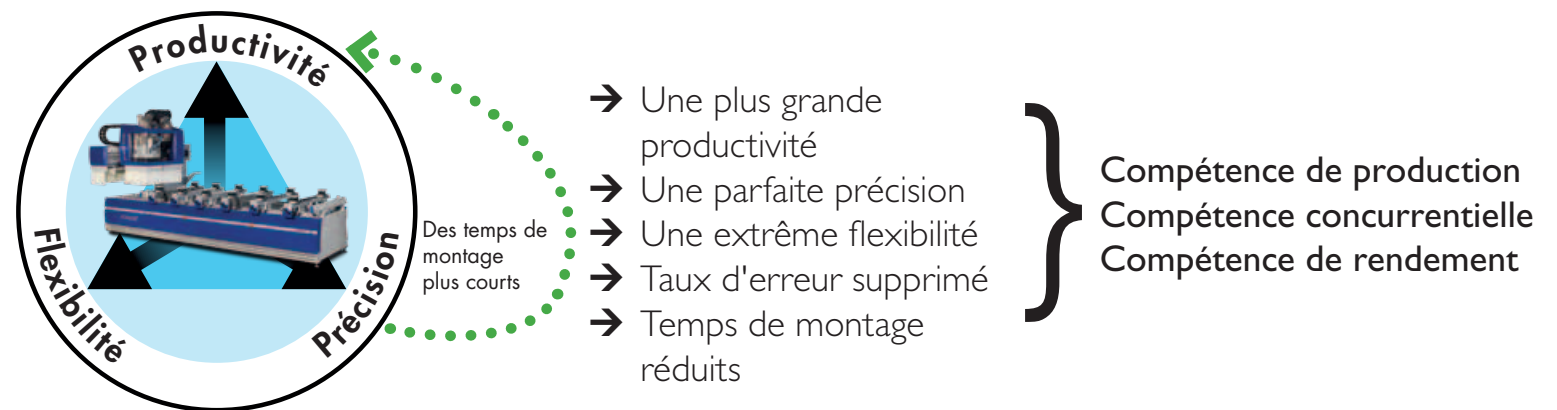 Productivité
Flexibilité
Précision
Des temps de
montage
plus courts
➔ Une plus grande
productivité
➔ Une parfaite précision
➔ Une extrême flexibilité
➔ Taux d'erreur supprimé
➔ Temps de montage
réduits
Compétence de production
Compétence concurrentielle
Compétence de rendement